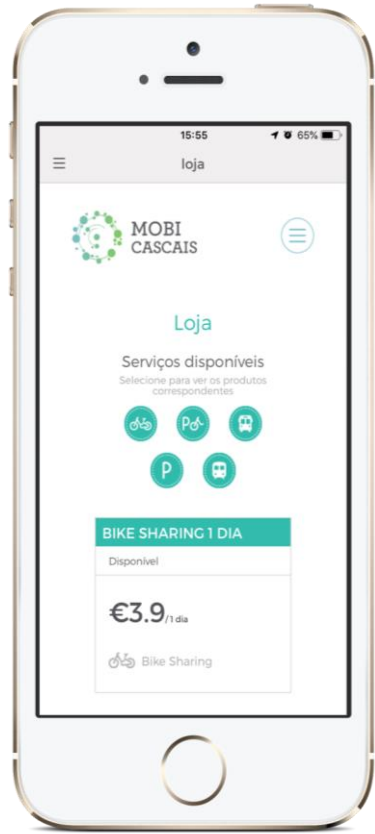 15:55
65%
loja
MOBI
CASCAIS
Loja
Serviços disponíveis
Selecione para ver os produtos
correspondentes
P
P
BIKE SHARING 1 DIA
Disponível
€3.9/1 dia
Bike Sharing